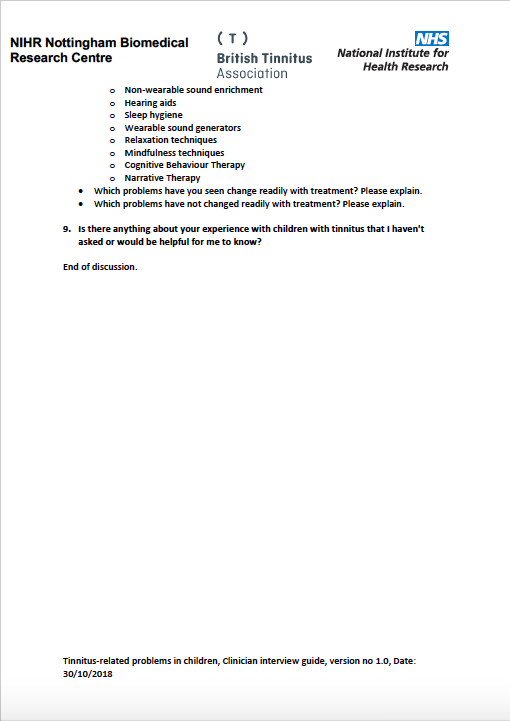 NIHR Nottingham Biomedical
Research Centre
( T )
British Tinnitus
Association
NHS
National Institute for
Health Research
o Non-wearable sound enrichment
o Hearing aids
o Sleep hygiene
o Wearable sound generators
o Relaxation techniques
o Mindfulness techniques
o Cognitive Behaviour Therapy
o Narrative Therapy
• Which problems have you seen change readily with treatment? Please explain.
• Which problems have not changed readily with treatment? Please explain.
9. Is there anything about your experience with children with tinnitus that I haven't
asked or would be helpful for me to know?
End of discussion.
Tinnitus-related problems in children, Clinician interview guide, version no 1.0, Date:
30/10/2018